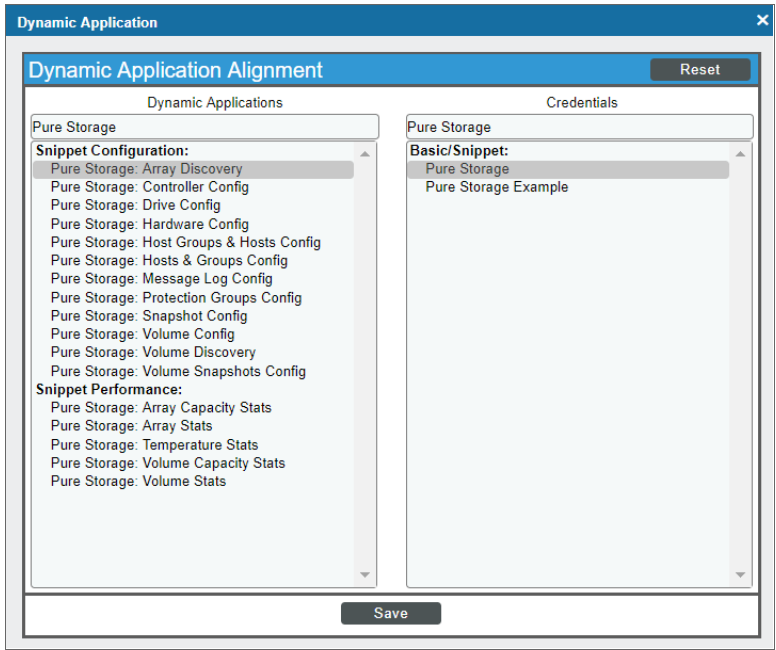 Dynamic Application
Dynamic Application Alignment
Reset
Dynamic Applications
Pure Storage
Snippet Configuration:
Pure Storage: Array Discovery
Pure Storage: Controller Config
Pure Storage: Drive Config
Pure Storage: Hardware Config
Pure Storage: Host Groups & Hosts Config
Pure Storage: Hosts & Groups Config
Pure Storage: Message Log Config
Pure Storage: Protection Groups Config
Pure Storage: Snapshot Config
Pure Storage: Volume Config
Pure Storage: Volume Discovery
Pure Storage: Volume Snapshots Config
Snippet Performance:
Pure Storage: Array Capacity Stats
Pure Storage: Array Stats
Pure Storage: Temperature Stats
Pure Storage: Volume Capacity Stats
Pure Storage: Volume Stats
Credentials
Pure Storage
Basic/Snippet:
Pure Storage
Pure Storage Example
Save